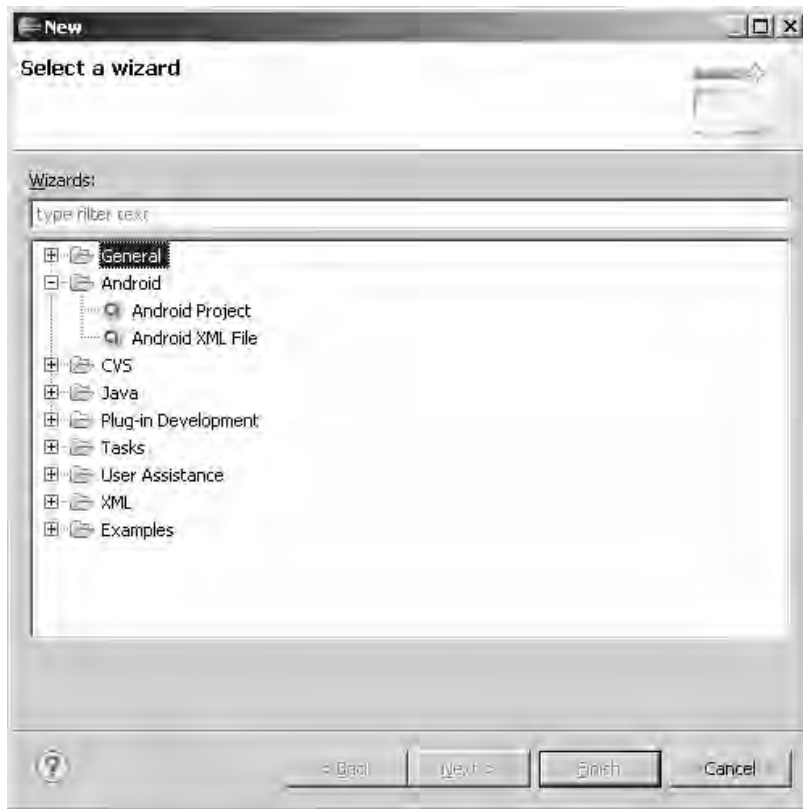 New
Select a wizard
Wizards:
type filter text
General
Android
Android Project
Android XML File
CVS
Java
Plug-in Development
Tasks
User Assistance
XML
Examples
< Back
Next >
Finish
Cancel